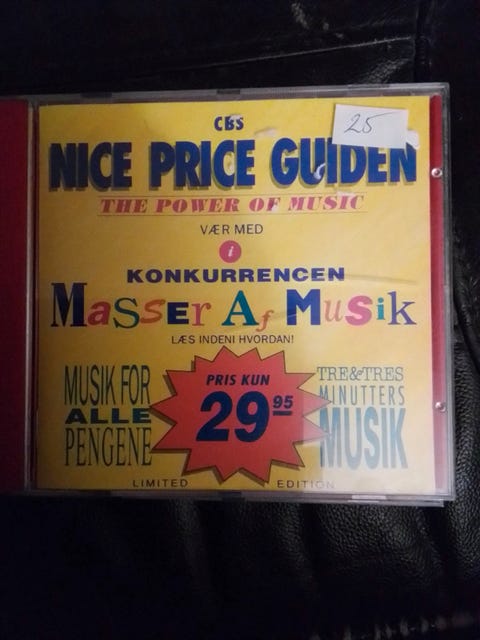 CBS
25
NICE PRICE GUIDEN
THE POWER OF MUSIC
VÆR MED
i
KONKURRENCEN
Masser Af Musik
LÆS INDENI HVORDAN!
MUSIK FOR
ALLE
PENGENE
PRIS KUN
29.95
TRE&TRES
MINUTTERS
MUSIK
LIMITED EDITION